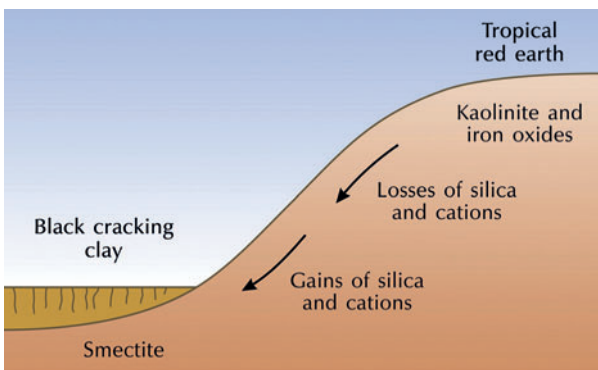 Tropical
red earth
Kaolinite and
iron oxides
Losses of silica
and cations
Black cracking
clay
Gains of silica
and cations
Smectite